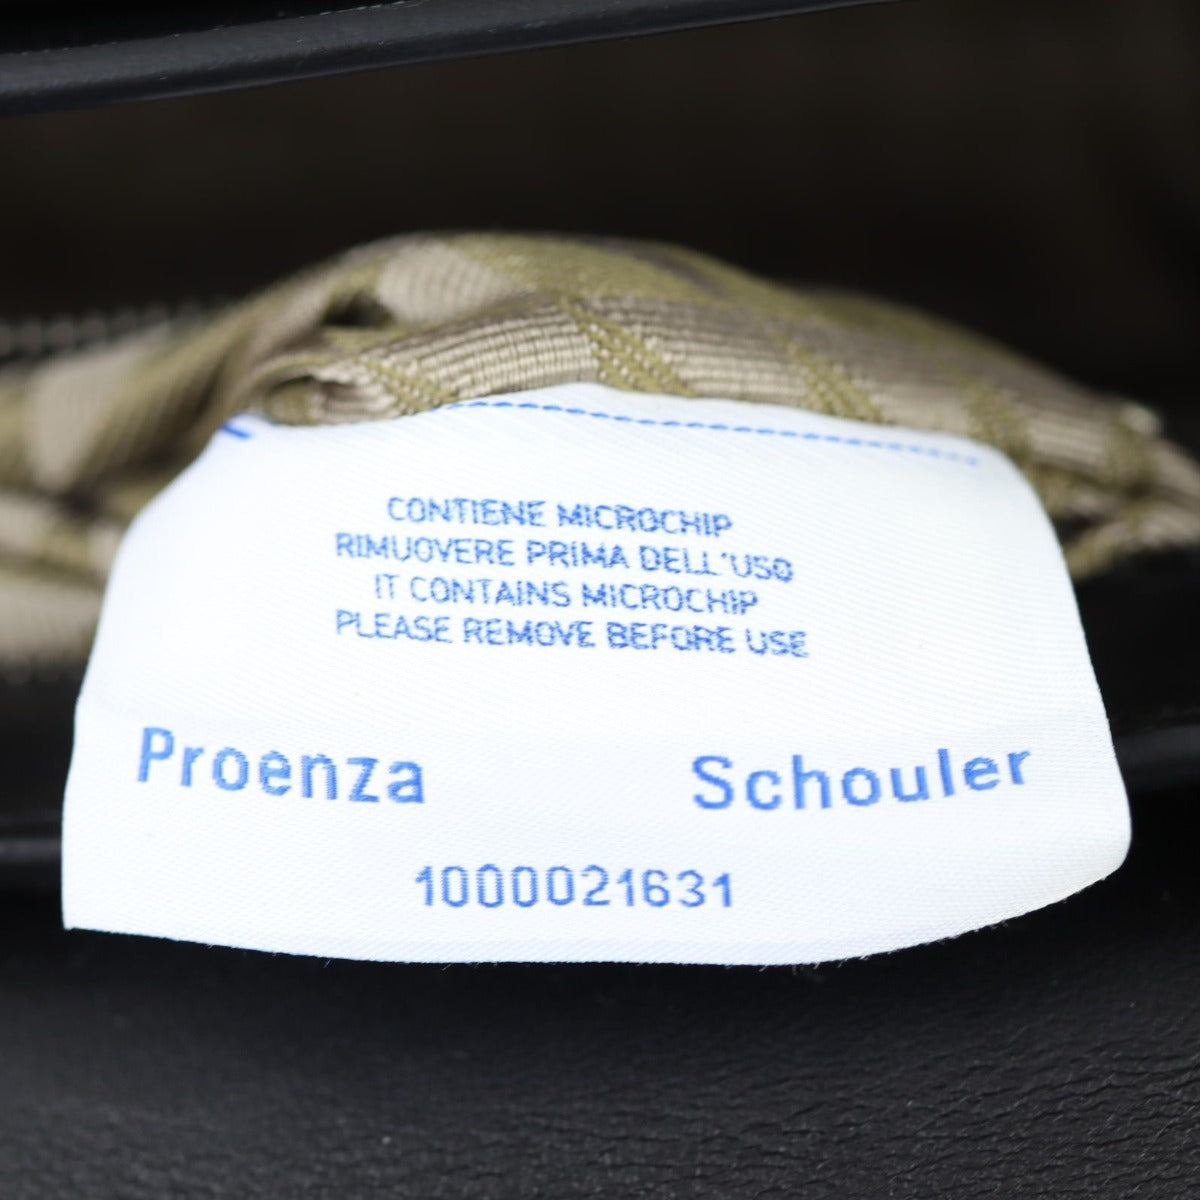 CONTIENE MICROCHIP
RIMUOVERE PRIMA DELL'USO
IT CONTAINS MICROCHIP
PLEASE REMOVE BEFORE USE
Proenza Schouler
1000021631